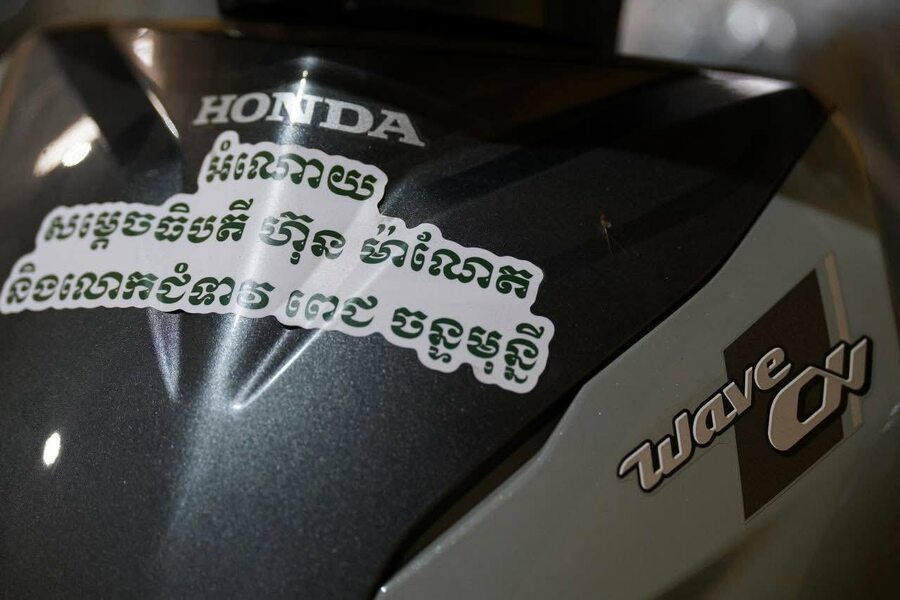 HONDA
អំណោយ
សម្តេចធិបតី ហ៊ុន ម៉ាណែត
និងលោកជំទាវ ពេជ ចន្ទមុន្នី
Wave α